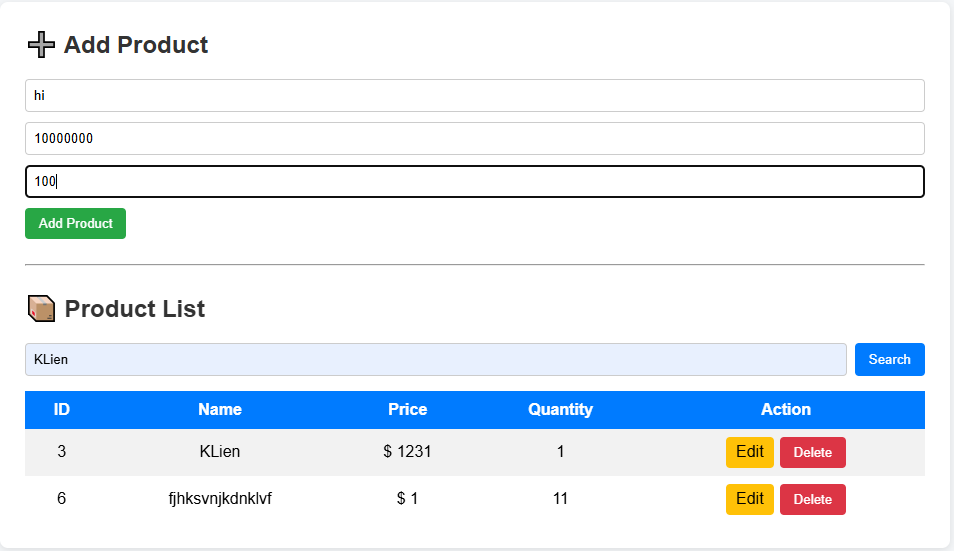 Add Product
hi
10000000
100
Add Product
Product List
KLien Search
ID Name Price Quantity Action
3 KLien $ 1231 1 Edit Delete
6 fjhksvnjkdnklvf $ 1 11 Edit Delete